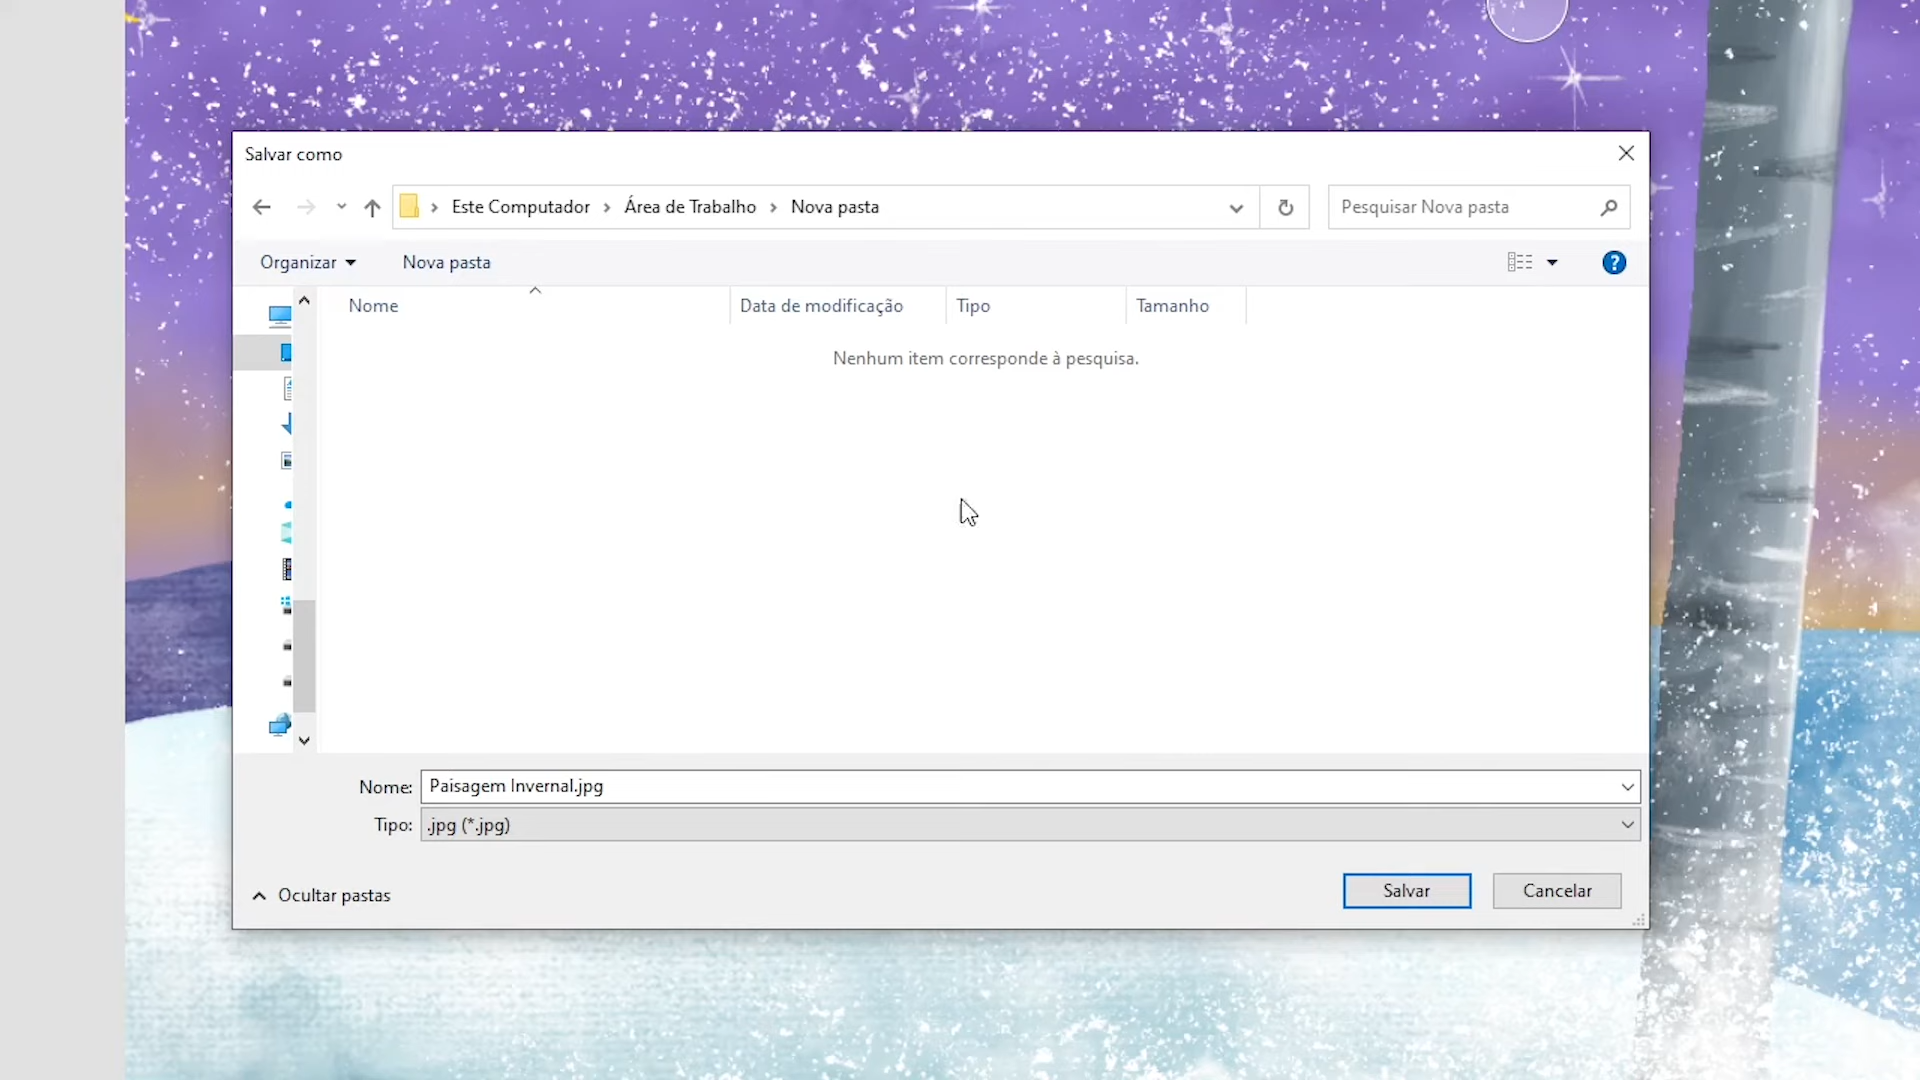 Salvar como
Este Computador > Área de Trabalho > Nova pasta
Pesquisar Nova pasta
Organizar
Nova pasta
?
Nome
Data de modificação
Tipo
Tamanho
Nenhum item corresponde à pesquisa.
Nome: Paisagem Invernal.jpg
Tipo: .jpg (*.jpg)
Ocultar pastas
Salvar
Cancelar